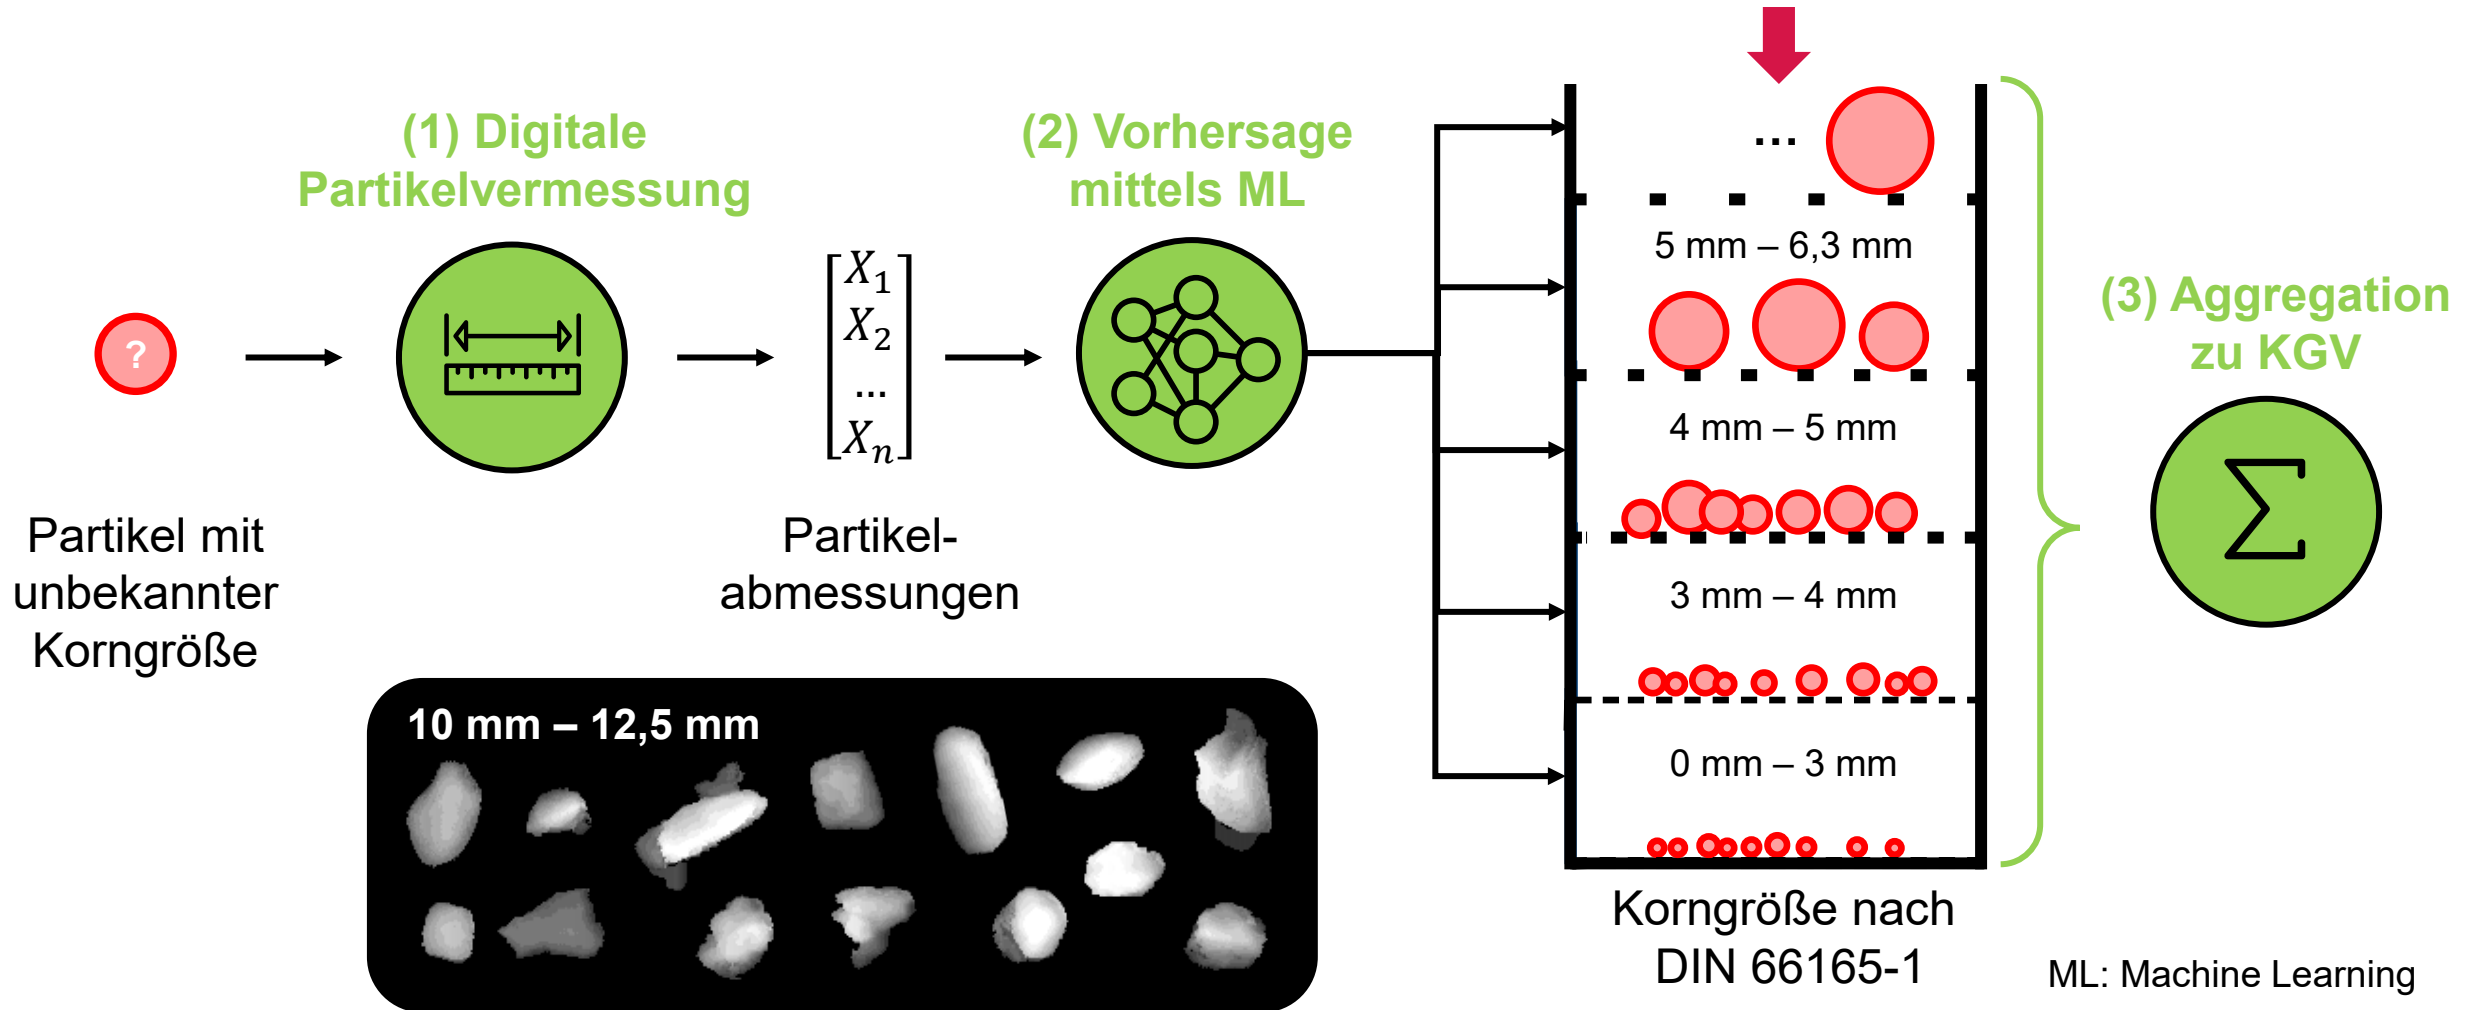 (1) Digitale
Partikelvermessung
(2) Vorhersage
mittels ML
?
Partikel mit
unbekannter
Korngröße
X1
X2
...
Xn
Partikel-
abmessungen
10 mm – 12,5 mm
...
5 mm – 6,3 mm
4 mm – 5 mm
3 mm – 4 mm
0 mm – 3 mm
Korngröße nach
DIN 66165-1
(3) Aggregation
zu KGV
Σ
ML: Machine Learning